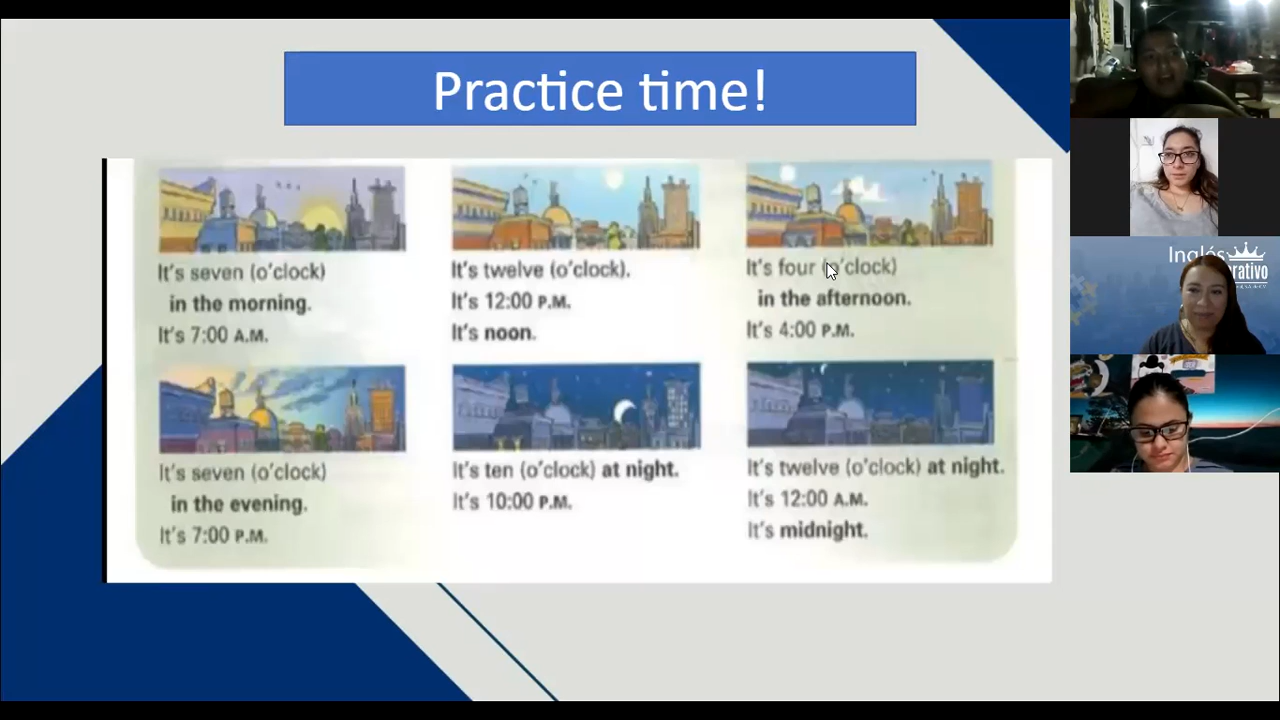 Practice time!
It's seven (o'clock)
in the morning.
It's 7:00 A.M.
It's twelve (o'clock).
It's 12:00 P.M.
It's noon.
It's four (o'clock)
in the afternoon.
It's 4:00 P.M.
It's seven (o'clock)
in the evening.
It's 7:00 P.M.
It's ten (o'clock) at night.
It's 10:00 P.M.
It's twelve (o'clock) at night.
It's 12:00 A.M.
It's midnight.
Inglés
rativo